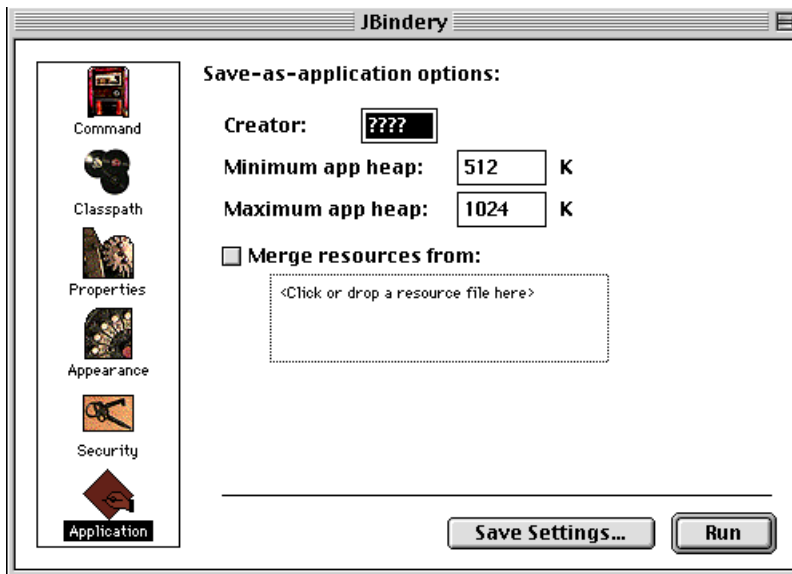 JBindery
Command
Classpath
Properties
Appearance
Security
Application
Save-as-application options:
Creator: ????
Minimum app heap: 512 K
Maximum app heap: 1024 K
Merge resources from:
<Click or drop a resource file here>
Save Settings... Run